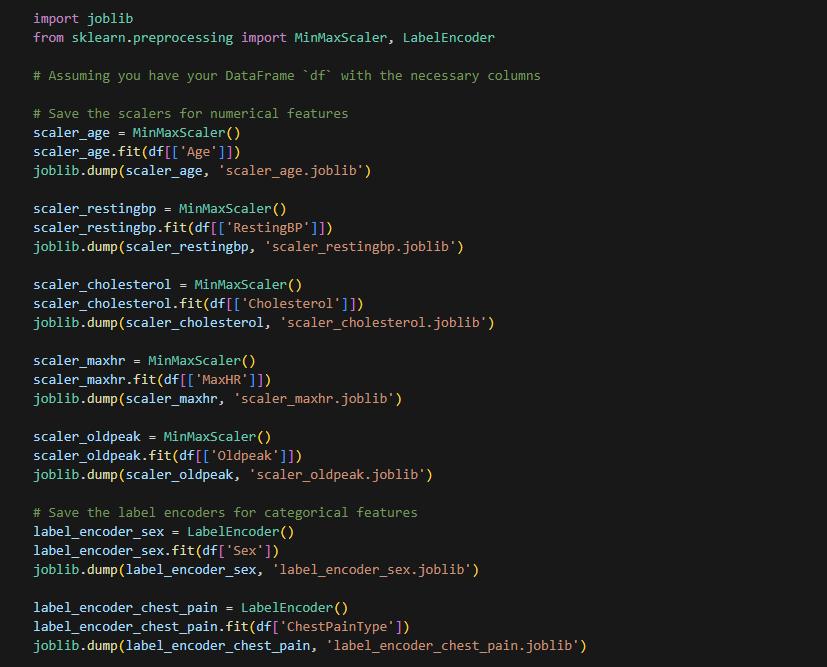 import joblib
from sklearn.preprocessing import MinMaxScaler, LabelEncoder
# Assuming you have your DataFrame `df` with the necessary columns
# Save the scalers for numerical features
scaler_age = MinMaxScaler()
scaler_age.fit(df[['Age']])
joblib.dump(scaler_age, 'scaler_age.joblib')
scaler_restingbp = MinMaxScaler()
scaler_restingbp.fit(df[['RestingBP']])
joblib.dump(scaler_restingbp, 'scaler_restingbp.joblib')
scaler_cholesterol = MinMaxScaler()
scaler_cholesterol.fit(df[['Cholesterol']])
joblib.dump(scaler_cholesterol, 'scaler_cholesterol.joblib')
scaler_maxhr = MinMaxScaler()
scaler_maxhr.fit(df[['MaxHR']])
joblib.dump(scaler_maxhr, 'scaler_maxhr.joblib')
scaler_oldpeak = MinMaxScaler()
scaler_oldpeak.fit(df[['Oldpeak']])
joblib.dump(scaler_oldpeak, 'scaler_oldpeak.joblib')
# Save the label encoders for categorical features
label_encoder_sex = LabelEncoder()
label_encoder_sex.fit(df['Sex'])
joblib.dump(label_encoder_sex, 'label_encoder_sex.joblib')
label_encoder_chest_pain = LabelEncoder()
label_encoder_chest_pain.fit(df['ChestPainType'])
joblib.dump(label_encoder_chest_pain, 'label_encoder_chest_pain.joblib')